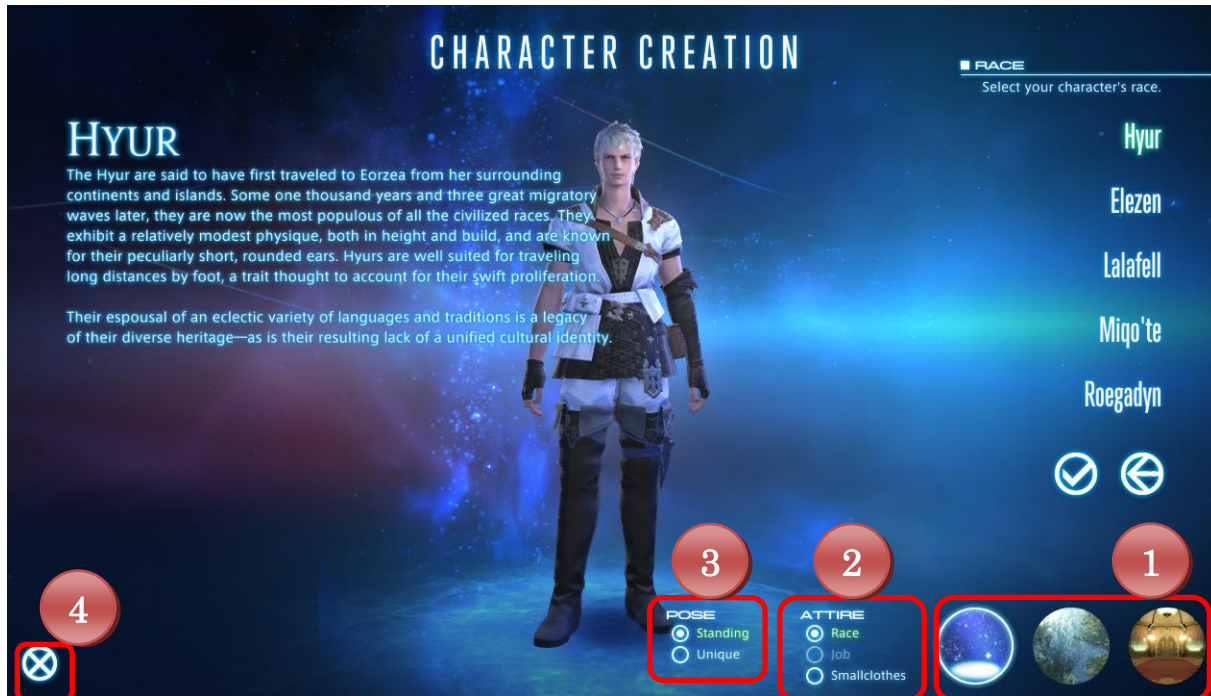 CHARACTER CREATION
RACE
Select your character's race.
HYUR
The Hyur are said to have first traveled to Eorzea from her surrounding
continents and islands. Some one thousand years and three great migratory
waves later, they are now the most populous of all the civilized races. They
exhibit a relatively modest physique, both in height and build, and are known
for their peculiarly short, rounded ears. Hyurs are well suited for traveling
long distances by foot, a trait thought to account for their swift proliferation.
Their espousal of an eclectic variety of languages and traditions is a legacy
of their diverse heritage—as is their resulting lack of a unified cultural identity.
Hyur
Elezen
Lalafell
Miqo'te
Roegadyn
4
3
2
1
POSE
Standing
Unique
ATTIRE
Race
Job
Smallclothes